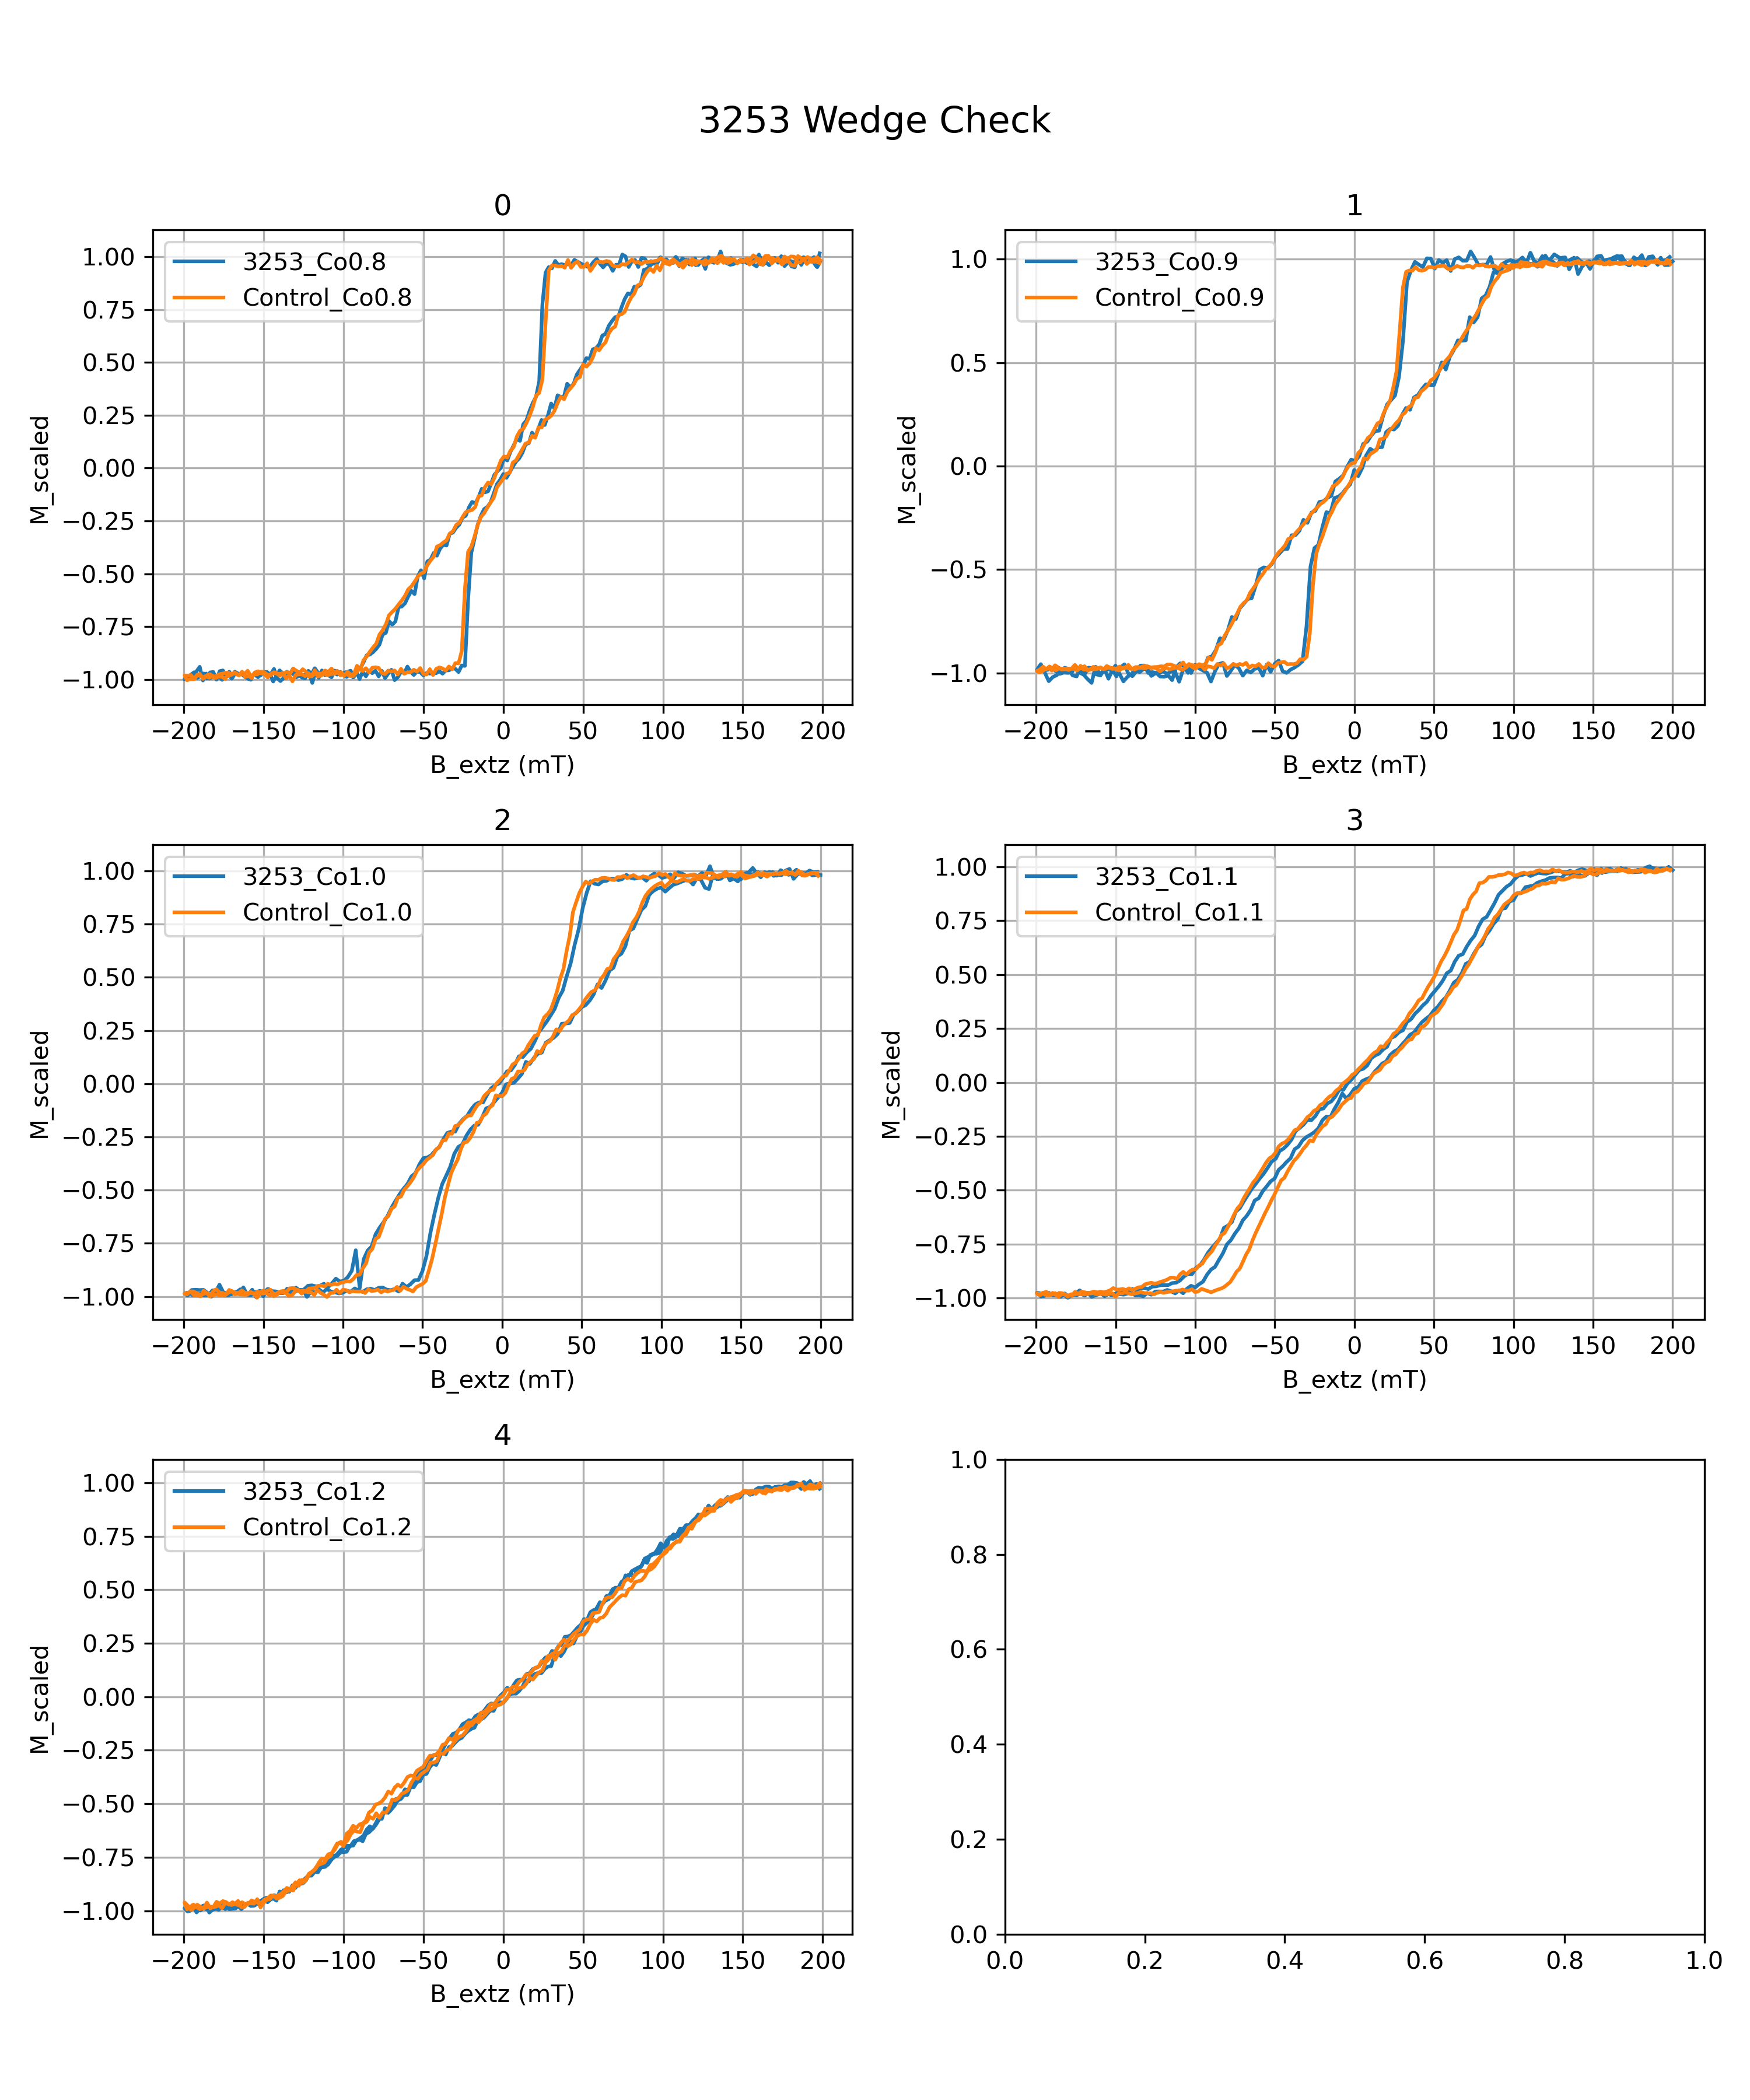 3253 Wedge Check
0
3253_Co0.8
Control_Co0.8
1.00
0.75
0.50
0.25
0.00
−0.25
−0.50
−0.75
−1.00
M_scaled
−200 −150 −100 −50 0 50 100 150 200
B_extz (mT)
1
3253_Co0.9
Control_Co0.9
1.0
0.5
0.0
−0.5
−1.0
M_scaled
−200 −150 −100 −50 0 50 100 150 200
B_extz (mT)
2
3253_Co1.0
Control_Co1.0
1.00
0.75
0.50
0.25
0.00
−0.25
−0.50
−0.75
−1.00
M_scaled
−200 −150 −100 −50 0 50 100 150 200
B_extz (mT)
3
3253_Co1.1
Control_Co1.1
1.00
0.75
0.50
0.25
0.00
−0.25
−0.50
−0.75
−1.00
M_scaled
−200 −150 −100 −50 0 50 100 150 200
B_extz (mT)
4
3253_Co1.2
Control_Co1.2
1.00
0.75
0.50
0.25
0.00
−0.25
−0.50
−0.75
−1.00
M_scaled
−200 −150 −100 −50 0 50 100 150 200
B_extz (mT)
1.0
0.8
0.6
0.4
0.2
0.0
0.0 0.2 0.4 0.6 0.8 1.0